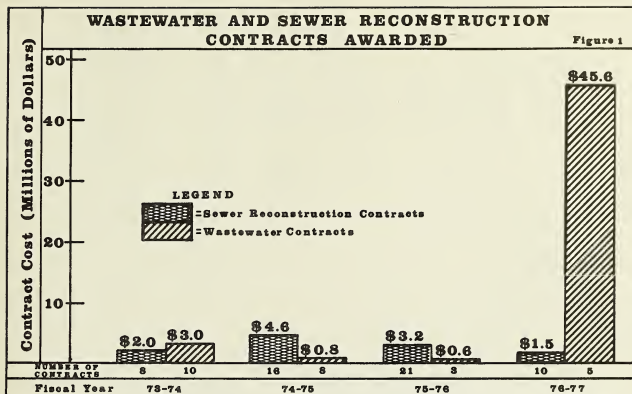 WASTEWATER AND SEWER RECONSTRUCTION
CONTRACTS AWARDED
Figure 1
Contract Cost (Millions of Dollars)
50
40
30
20
10
LEGEND
=Sewer Reconstruction Contracts
=Wastewater Contracts
$2.0 $3.0 $4.6 $0.8 $3.2 $0.6 $1.5 $45.6
NUMBER OF
CONTRACTS
8 10 16 8 21 3 10 5
Fiscal Year 73-74 74-75 75-76 76-77